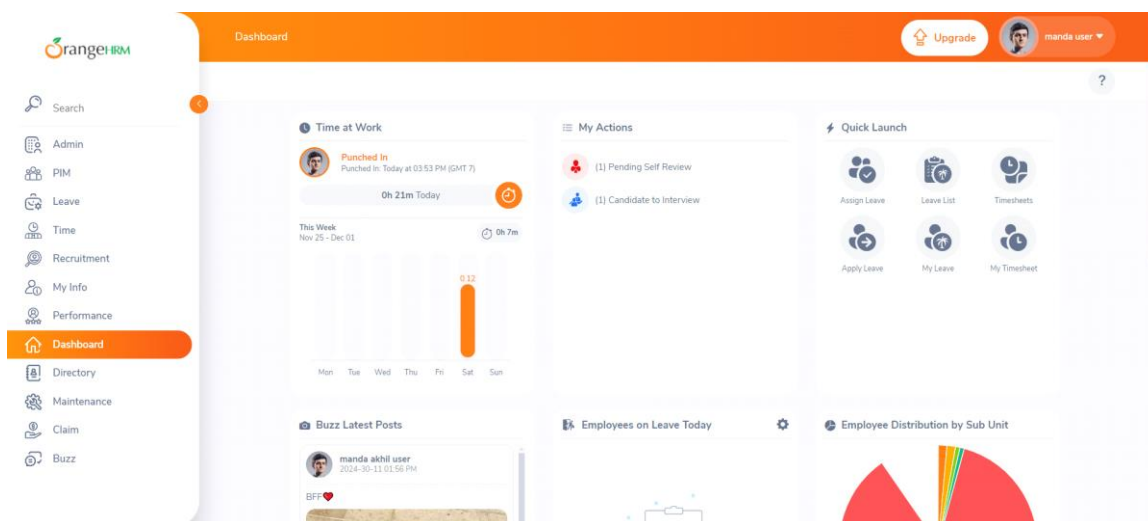 OrangeHRM
Dashboard
Upgrade
manda user
?
Search
Admin
PIM
Leave
Time
Recruitment
My Info
Performance
Dashboard
Directory
Maintenance
Claim
Buzz
Time at Work
Punched In
Punched In: Today at 03:53 PM (GMT 7)
0h 21m Today
This Week
Nov 25 - Dec 01
0h 7m
0:12
Mon Tue Wed Thu Fri Sat Sun
My Actions
(1) Pending Self Review
(1) Candidate to Interview
Quick Launch
Assign Leave Leave List Timesheets
Apply Leave My Leave My Timesheet
Buzz Latest Posts
manda akhil user
2024-30-11 01:56 PM
BFF❤
Employees on Leave Today
Employee Distribution by Sub Unit